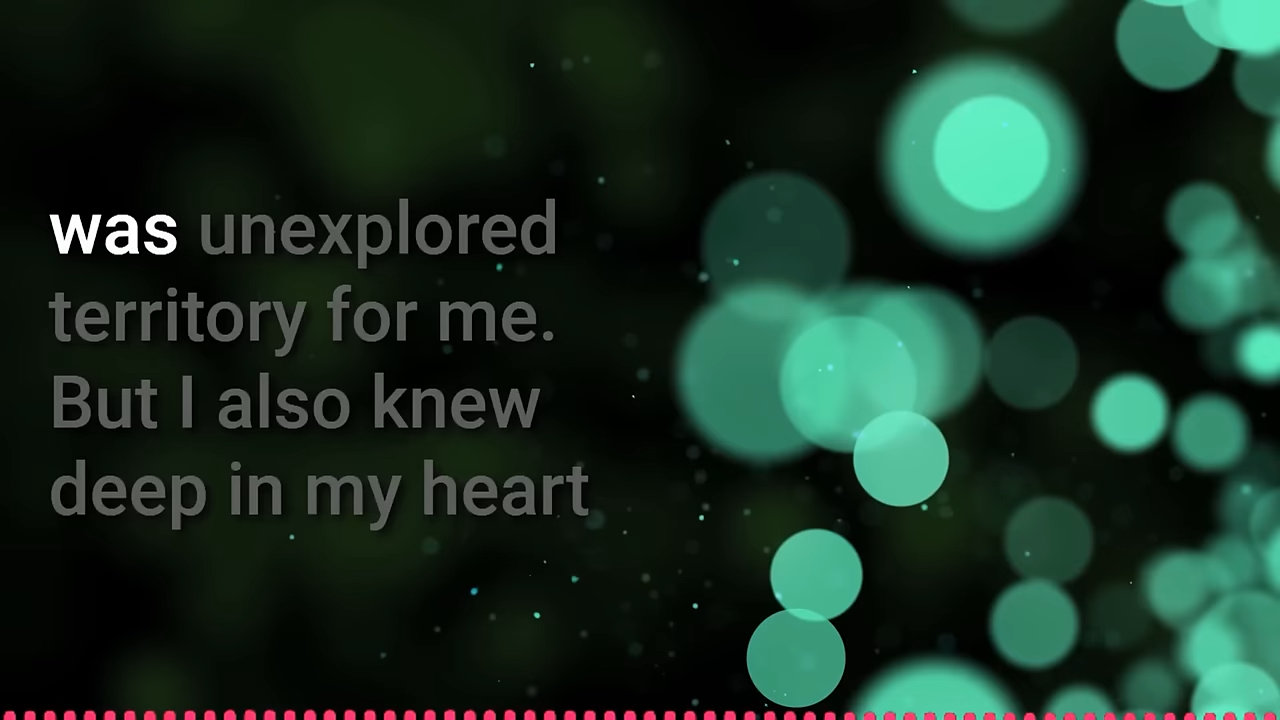 was unexplored
territory for me.
But I also knew
deep in my heart